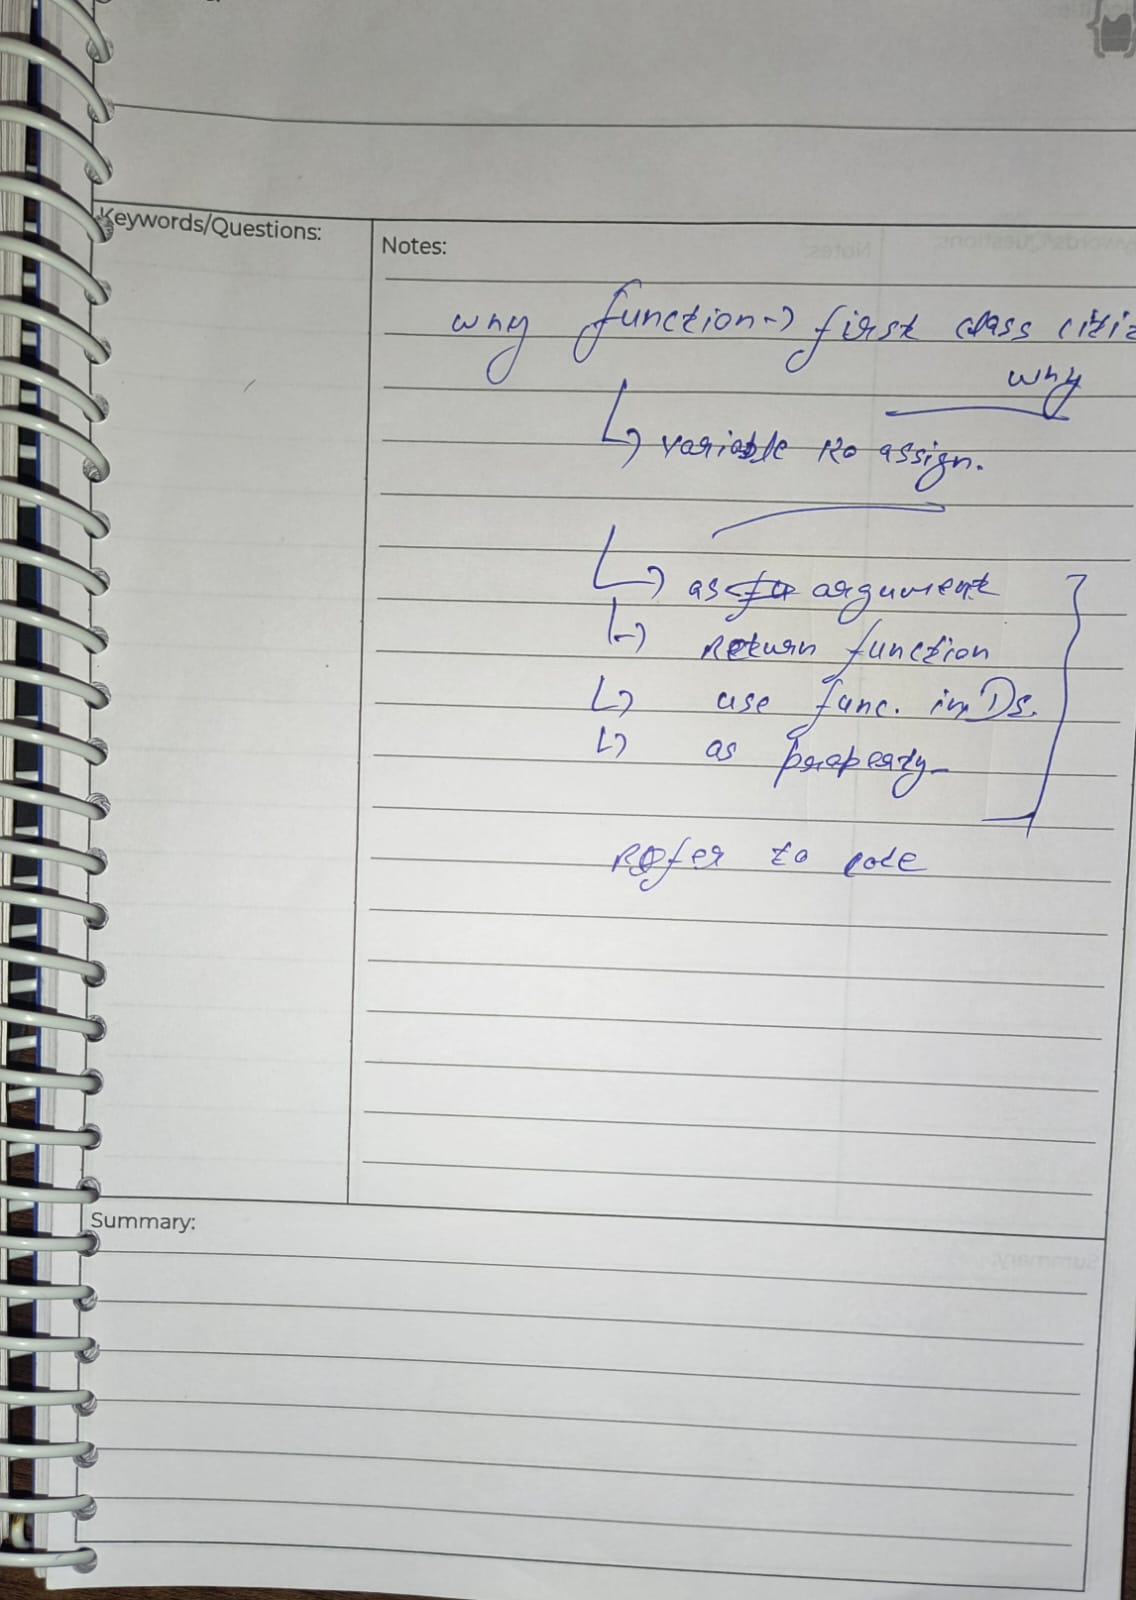 Keywords/Questions:
Notes:
why function → first class citiz
why
↳ variable ko assign.
↳ as argument
↳ Return function
↳ use func. in Ds.
↳ as property
Refer to code
Summary: